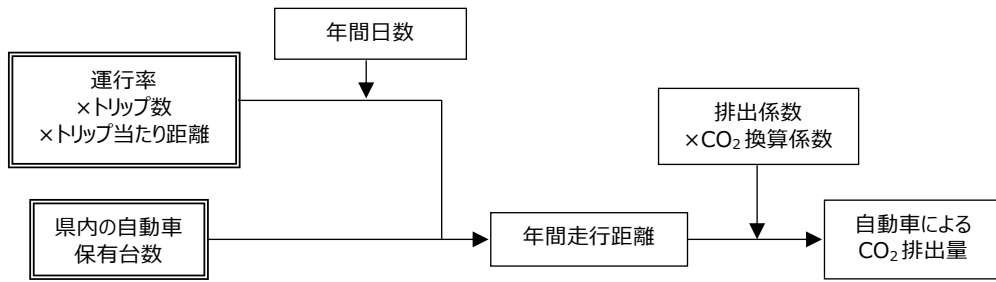 年間日数
運行率
×トリップ数
×トリップ当たり距離
排出係数
×CO₂換算係数
県内の自動車
保有台数
年間走行距離
自動車による
CO₂排出量